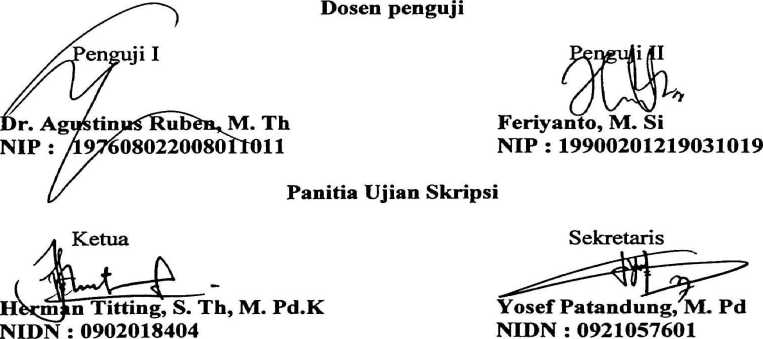 Dosen penguji
Penguji I
Penguji II
Dr. Agustinus Ruben, M. Th
Feriyanto, M. Si
NIP : 197608022008011011
NIP : 19900201219031019
Panitia Ujian Skripsi
Ketua
Sekretaris
Herman Titting, S. Th, M. Pd.K
Yosef Patandung, M. Pd
NIDN : 0902018404
NIDN : 0921057601